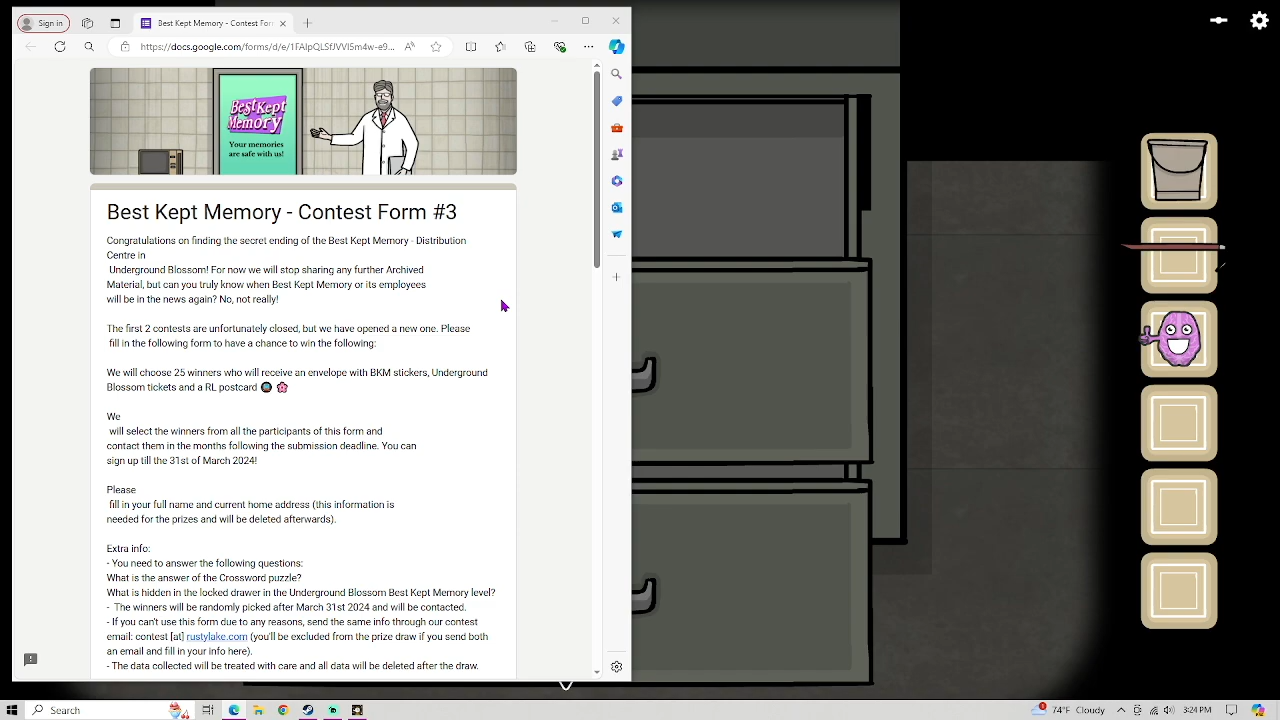 Sign in
Best Kept Memory - Contest For
https://docs.google.com/forms/d/e/1FAIpQLSfJVVI5m4w-e9...
Best Kept
Memory
Your memories
are safe with us!
Best Kept Memory - Contest Form #3
Congratulations on finding the secret ending of the Best Kept Memory - Distribution
Centre in
Underground Blossom! For now we will stop sharing any further Archived
Material, but can you truly know when Best Kept Memory or its employees
will be in the news again? No, not really!
The first 2 contests are unfortunately closed, but we have opened a new one. Please
fill in the following form to have a chance to win the following:
We will choose 25 winners who will receive an envelope with BKM stickers, Underground
Blossom tickets and a RL postcard
We
will select the winners from all the participants of this form and
contact them in the months following the submission deadline. You can
sign up till the 31st of March 2024!
Please
fill in your full name and current home address (this information is
needed for the prizes and will be deleted afterwards).
Extra info:
- You need to answer the following questions:
What is the answer of the Crossword puzzle?
What is hidden in the locked drawer in the Underground Blossom Best Kept Memory level?
- The winners will be randomly picked after March 31st 2024 and will be contacted.
- If you can't use this form due to any reasons, send the same info through our contest
email: contest [at] rustylake.com (you'll be excluded from the prize draw if you send both
an email and fill in your info here).
- The data collected will be treated with care and all data will be deleted after the draw.
Search
74°F Cloudy
3:24 PM